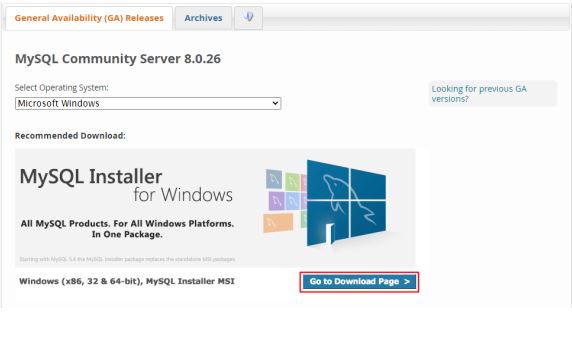 General Availability (GA) Releases
Archives
MySQL Community Server 8.0.26
Select Operating System:
Looking for previous GA
versions?
Microsoft Windows
Recommended Download:
MySQL Installer
for Windows
All MySQL Products. For All Windows Platforms.
In One Package.
Starting with MySQL 5.6 the MySQL Installer package replaces the standalone MSI packages.
Windows (x86, 32 & 64-bit), MySQL Installer MSI
Go to Download Page >